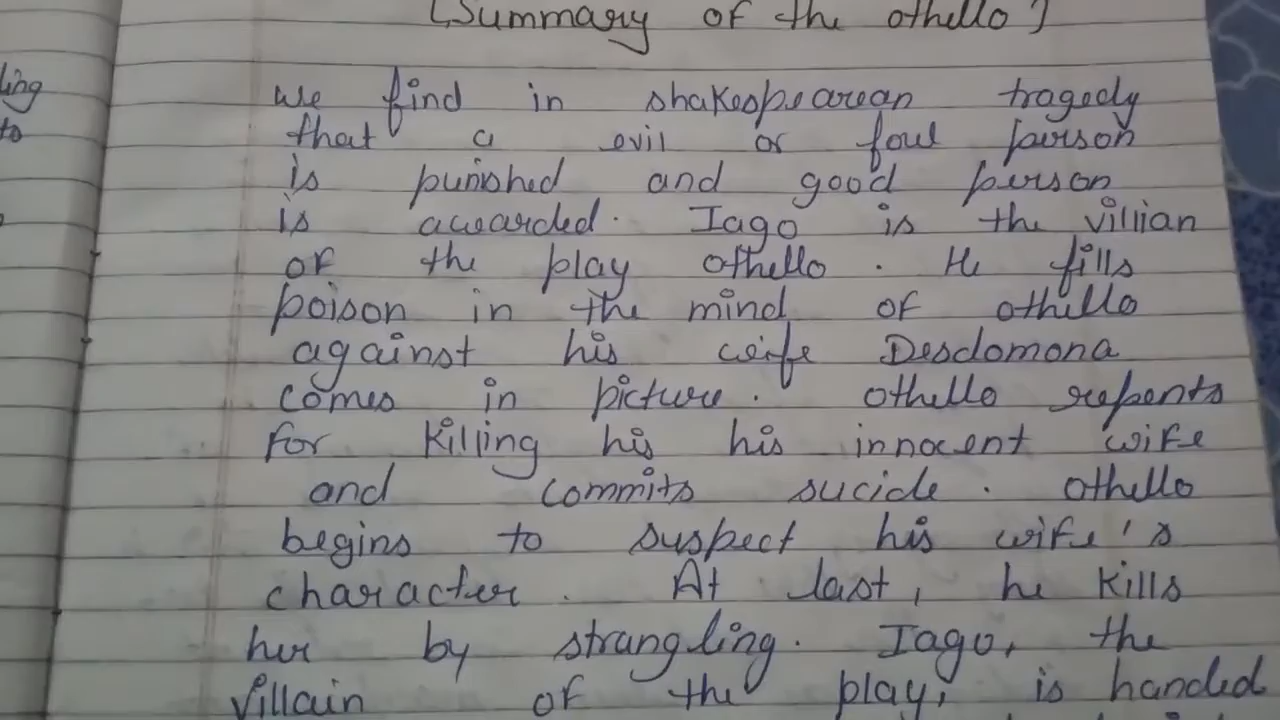 [Summary of the othello]
ling
to
we find in shakespearean tragedy
that a evil or foul person
is punished and good person
is awarded. Iago is the villian
of the play othello. He fills
poison in the mind of othello
against his wife Desdomona
comes in picture. othello repents
for killing his his innocent wife
and commits sucide. othello
begins to suspect his wife's
character. At last, he kills
her by strangling. Iago, the
villain of the play, is handed